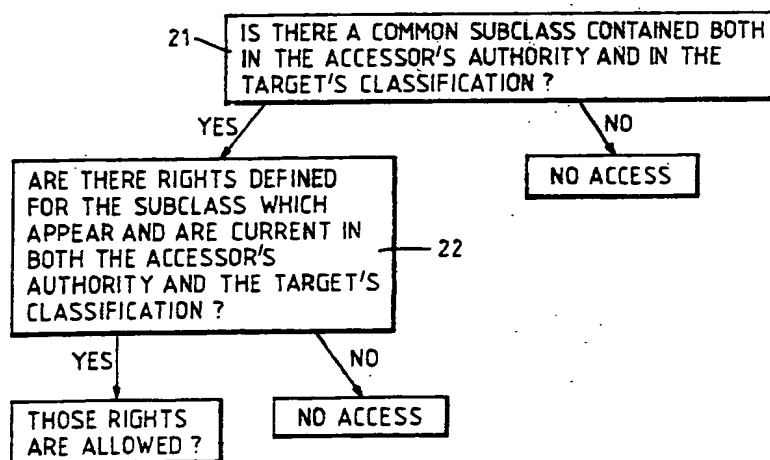 21
IS THERE A COMMON SUBCLASS CONTAINED BOTH
IN THE ACCESSOR'S AUTHORITY AND IN THE
TARGET'S CLASSIFICATION ?
YES
NO
ARE THERE RIGHTS DEFINED
FOR THE SUBCLASS WHICH
APPEAR AND ARE CURRENT IN
BOTH THE ACCESSOR'S
AUTHORITY AND THE TARGET'S
CLASSIFICATION ?
NO ACCESS
22
YES
NO
THOSE RIGHTS
ARE ALLOWED ?
NO ACCESS